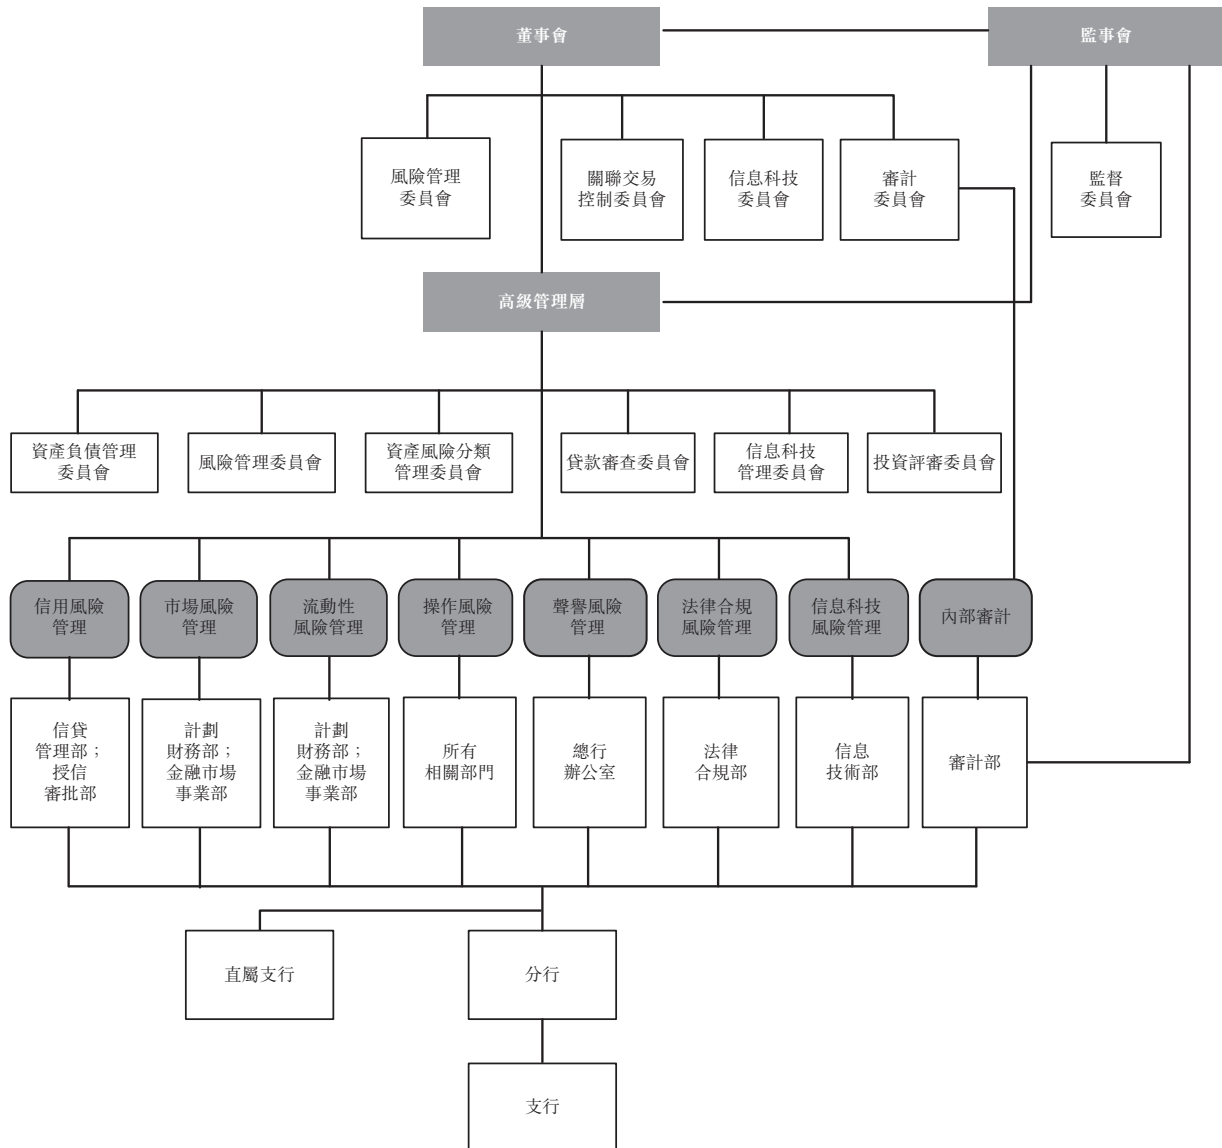 董事會
監事會
風險管理
委員會
關聯交易
控制委員會
信息科技
委員會
審計
委員會
監督
委員會
高級管理層
資產負債管理
委員會
風險管理委員會
資產風險分類
管理委員會
貸款審查委員會
信息科技
管理委員會
投資評審委員會
信用風險
管理
市場風險
管理
流動性
風險管理
操作風險
管理
聲譽風險
管理
法律合規
風險管理
信息科技
風險管理
內部審計
信貸
管理部；
授信
審批部
計劃
財務部；
金融市場
事業部
計劃
財務部；
金融市場
事業部
所有
相關部門
總行
辦公室
法律
合規部
信息
技術部
審計部
直屬支行
分行
支行